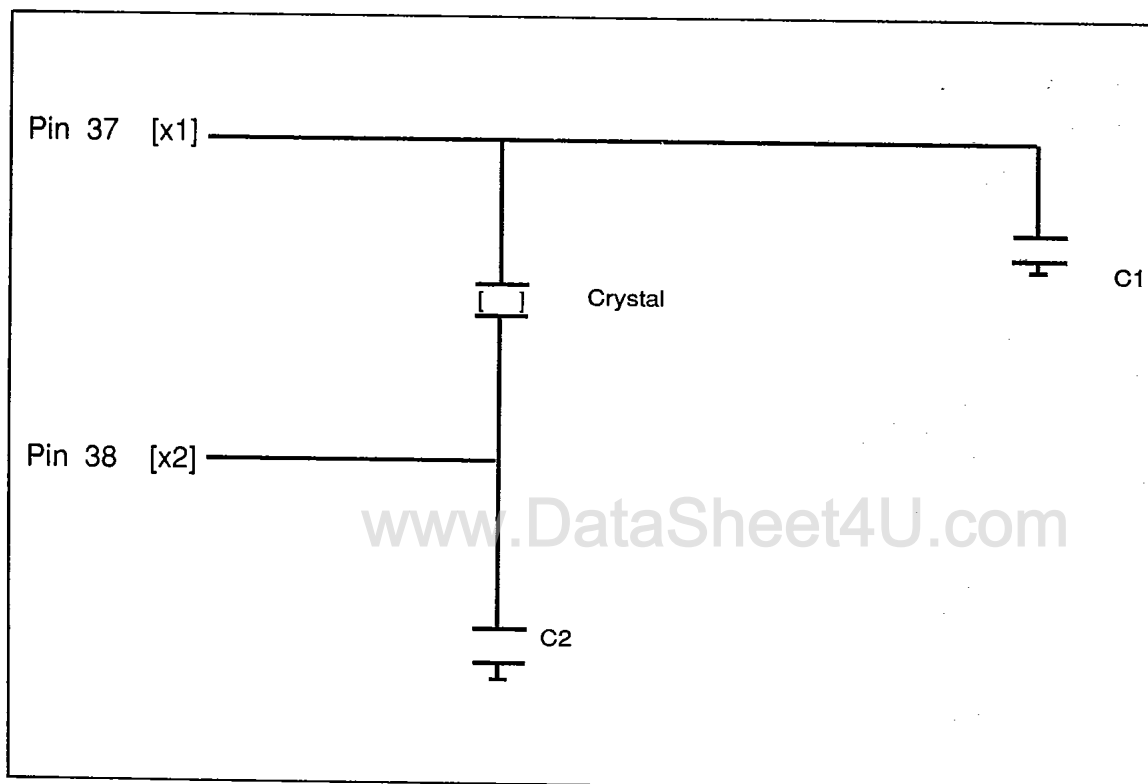 Pin 37 [x1]
C1
[ ] Crystal
Pin 38 [x2]
www.DataSheet4U.com
C2